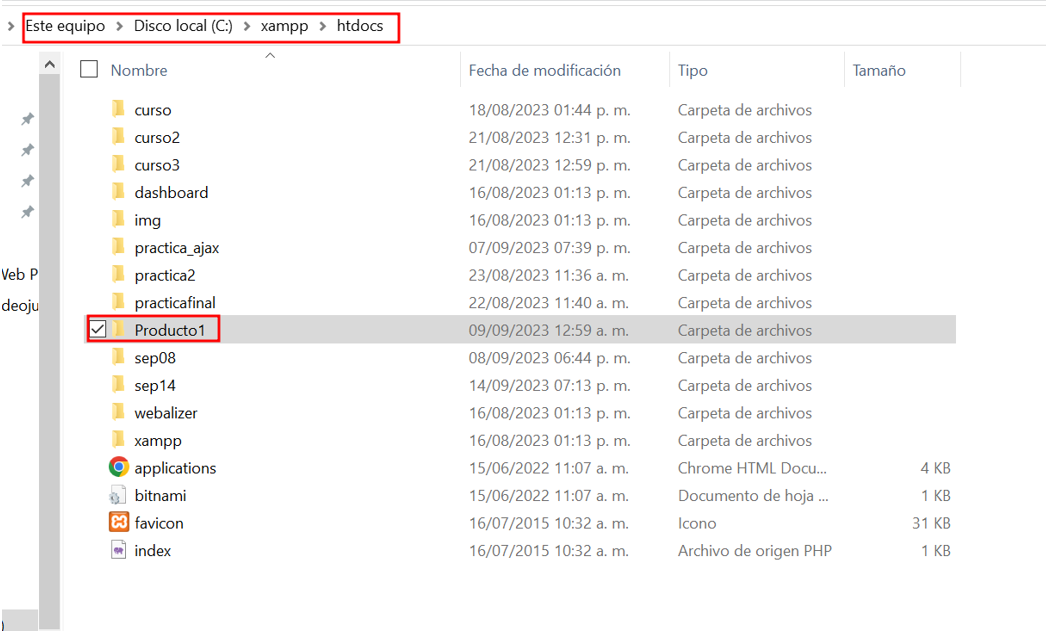 Este equipo > Disco local (C:) > xampp > htdocs
Nombre Fecha de modificación Tipo Tamaño
curso 18/08/2023 01:44 p. m. Carpeta de archivos
curso2 21/08/2023 12:31 p. m. Carpeta de archivos
curso3 21/08/2023 12:59 p. m. Carpeta de archivos
dashboard 16/08/2023 01:13 p. m. Carpeta de archivos
img 16/08/2023 01:13 p. m. Carpeta de archivos
practica_ajax 07/09/2023 07:39 p. m. Carpeta de archivos
Web P practica2 23/08/2023 11:36 a. m. Carpeta de archivos
deoju practicafinal 22/08/2023 11:40 a. m. Carpeta de archivos
Producto1 09/09/2023 12:59 a. m. Carpeta de archivos
sep08 08/09/2023 06:44 p. m. Carpeta de archivos
sep14 14/09/2023 07:13 p. m. Carpeta de archivos
webalizer 16/08/2023 01:13 p. m. Carpeta de archivos
xampp 16/08/2023 01:13 p. m. Carpeta de archivos
applications 15/06/2022 11:07 a. m. Chrome HTML Docu... 4 KB
bitnami 15/06/2022 11:07 a. m. Documento de hoja ... 1 KB
favicon 16/07/2015 10:32 a. m. Icono 31 KB
index 16/07/2015 10:32 a. m. Archivo de origen PHP 1 KB